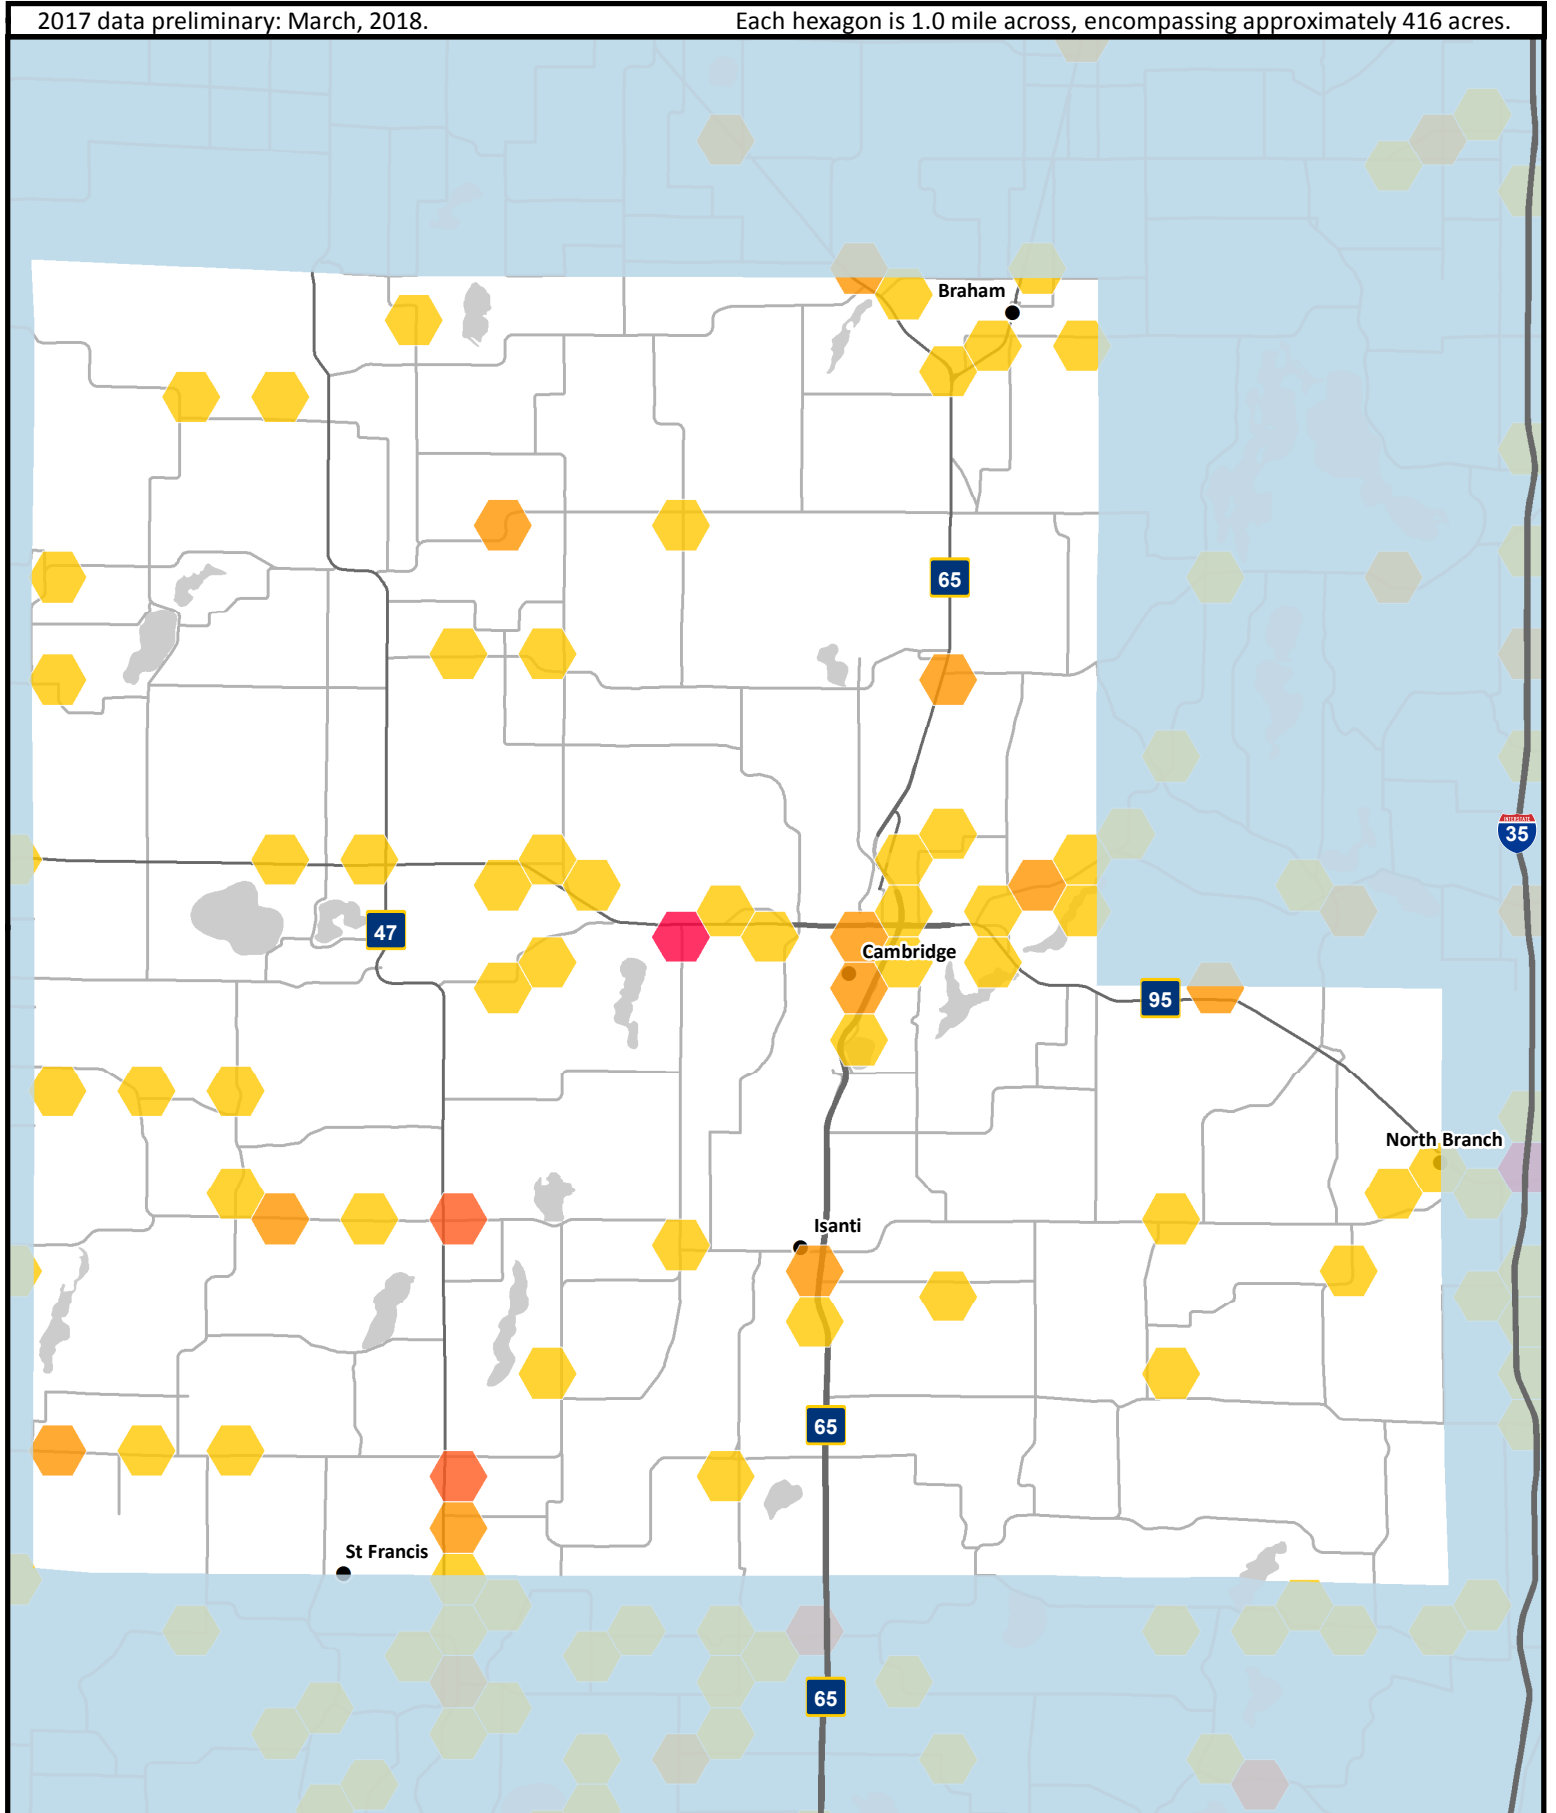 2017 data preliminary: March, 2018.
Each hexagon is 1.0 mile across, encompassing approximately 416 acres.
Braham
65
INTERSTATE
35
47
Cambridge
95
North Branch
Isanti
65
St Francis
65